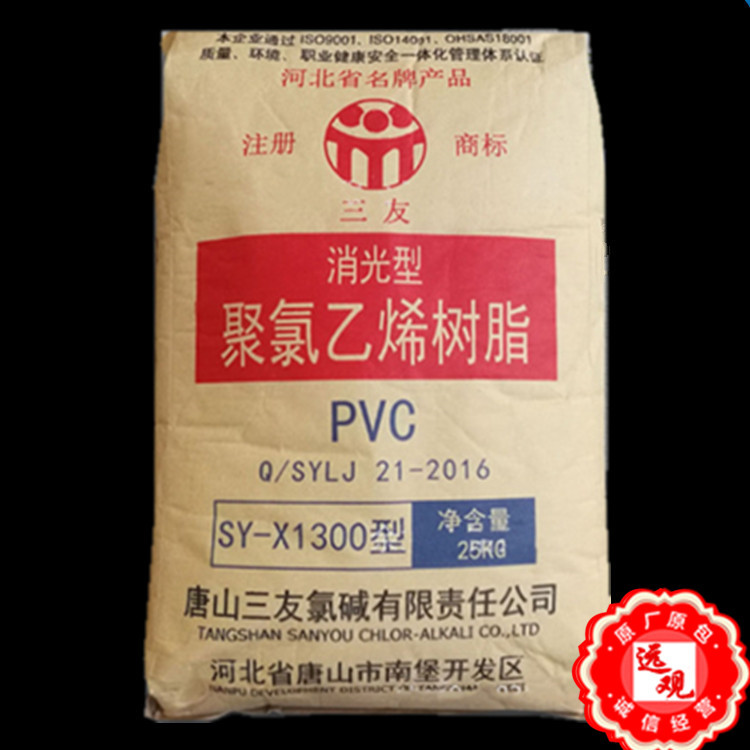 本企业通过ISO9001、ISO14001、OHSAS18001
质量、环境、职业健康安全一体化管理体系认证
河北省名牌产品
注册 商标
三友
消光型
聚氯乙烯树脂
PVC
Q/SYLJ 21-2016
SY-X1300型
净含量
25KG
唐山三友氯碱有限责任公司
TANGSHAN SANYOU CHLOR-ALKALI CO.,LTD
河北省唐山市南堡开发区
NANPU DEVELOPMENT DISTRICT
原厂原包
远观
诚信经营